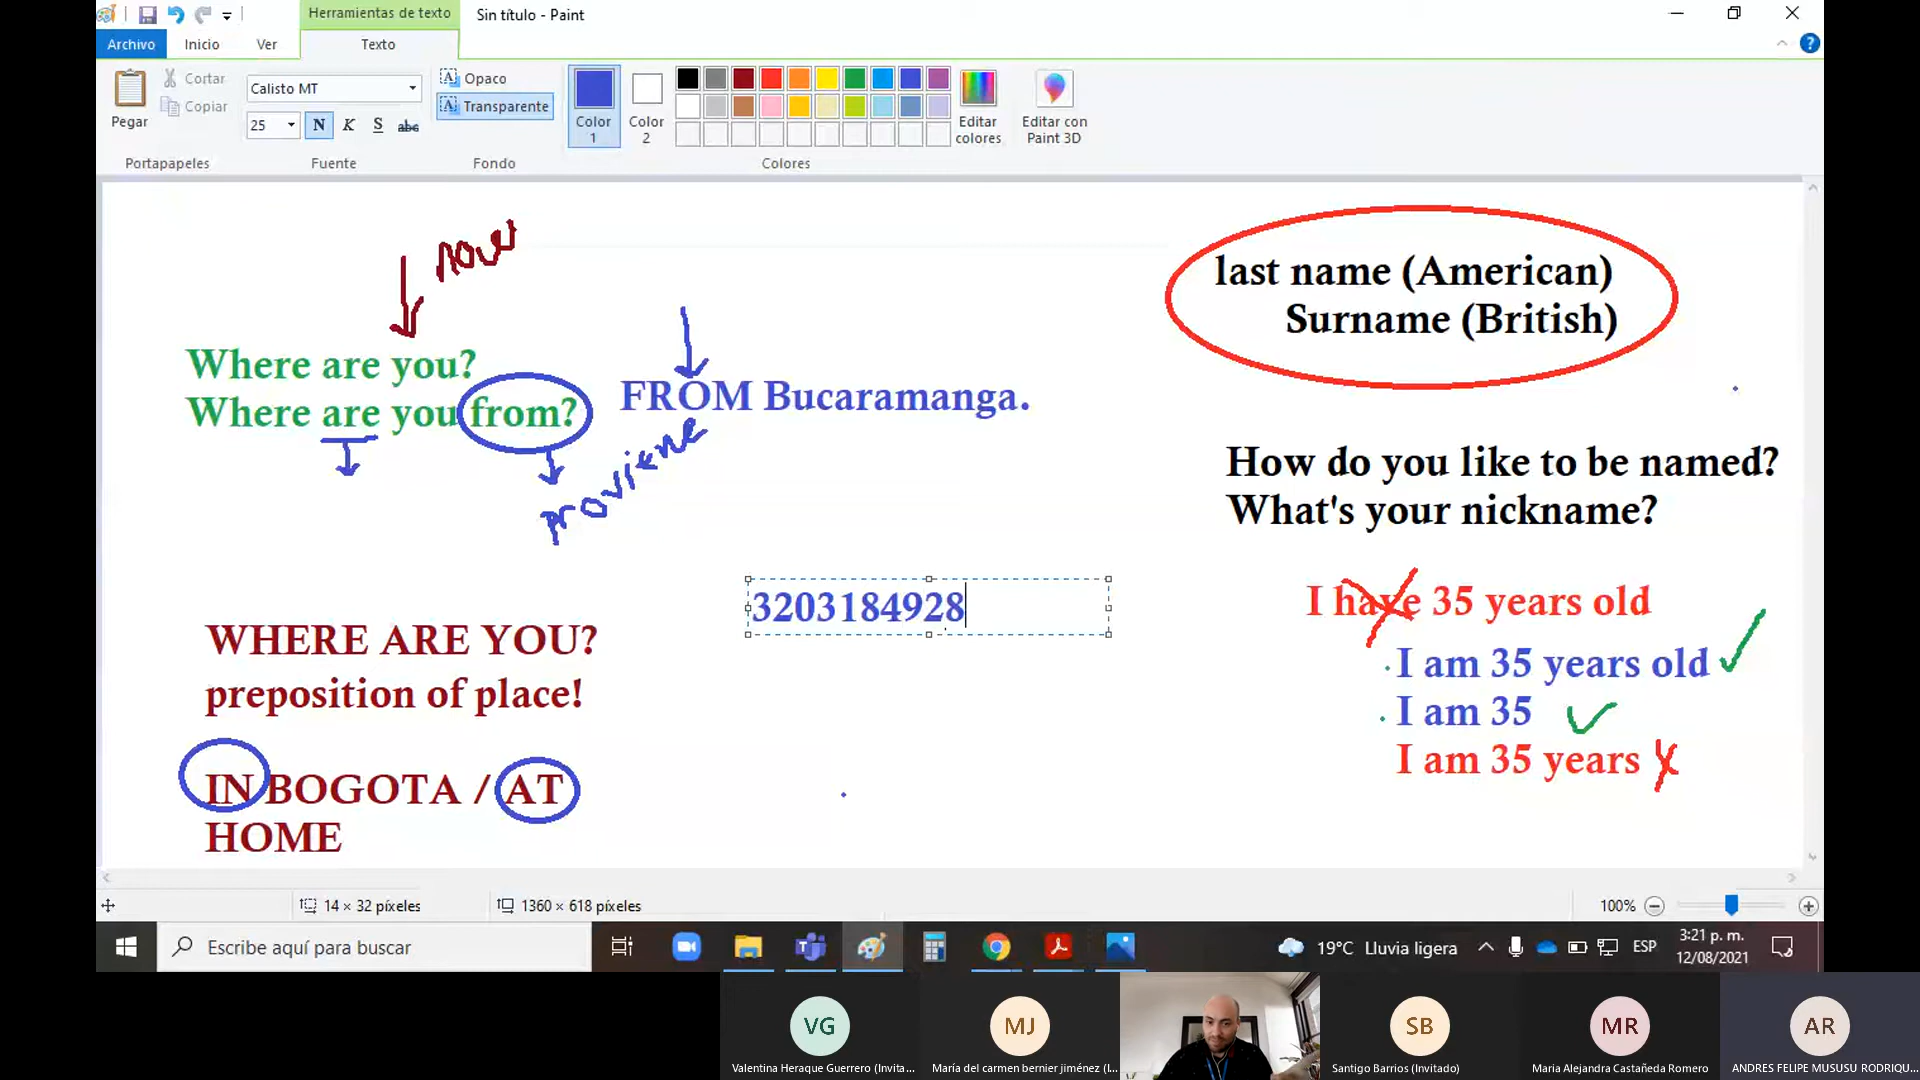 Herramientas de texto
Sin título - Paint
Archivo
Inicio
Ver
Texto
Pegar
Cortar
Copiar
Portapapeles
Calisto MT
25
N K S abc
Fuente
Opaco
Transparente
Fondo
Color 1
Color 2
Editar colores
Editar con Paint 3D
Colores
now
Where are you?
Where are you from?
FROM Bucaramanga.
proviene
last name (American)
Surname (British)
How do you like to be named?
What's your nickname?
3203184928
I have 35 years old
I am 35 years old
I am 35
I am 35 years
WHERE ARE YOU?
preposition of place!
IN BOGOTA / AT
HOME
14 × 32 píxeles
1360 × 618 píxeles
100%
Escribe aquí para buscar
19°C Lluvia ligera
ESP
3:21 p. m.
12/08/2021
VG
MJ
SB
MR
AR
Valentina Heraque Guerrero (Invita...
María del carmen bernier jiménez (I...
Santigo Barrios (Invitado)
Maria Alejandra Castañeda Romero
ANDRES FELIPE MUSUSU RODRIQU...